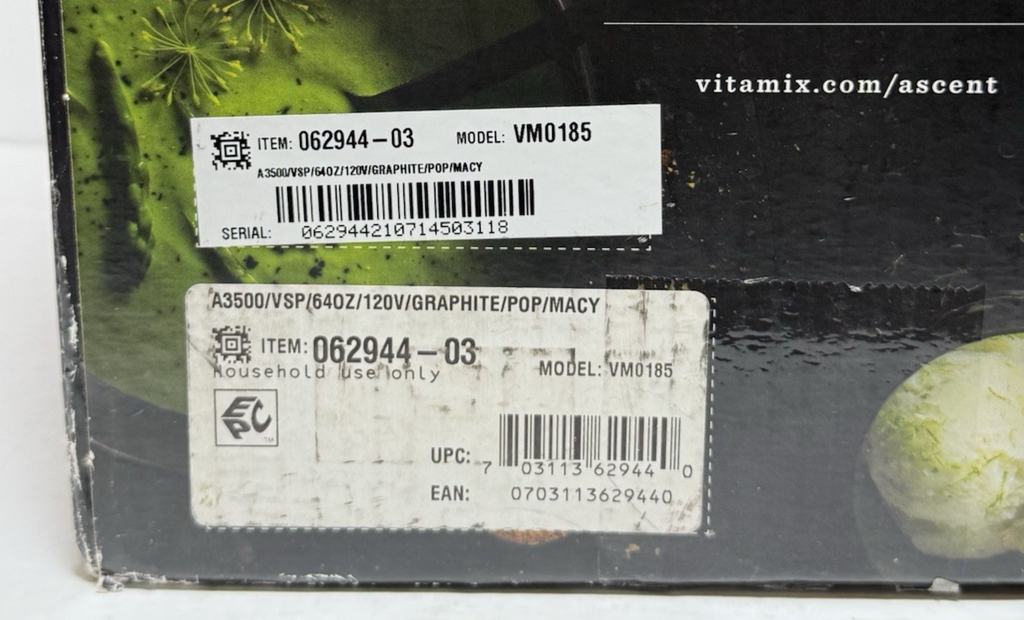 vitamix.com/ascent
ITEM: 062944-03 MODEL: VM0185
A3500/VSP/64OZ/120V/GRAPHITE/POP/MACY
SERIAL: 062944210714503118
A3500/VSP/64OZ/120V/GRAPHITE/POP/MACY
ITEM: 062944-03
Household use only MODEL: VM0185
EPC TM
UPC: 7 03113 62944 0
EAN: 0703113629440